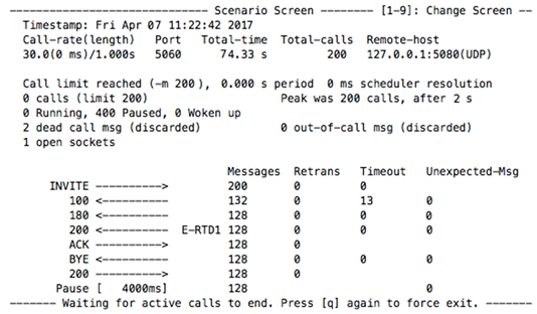 ------------------------------ Scenario Screen -------- [1-9]: Change Screen --
  Timestamp: Fri Apr 07 11:22:42 2017
  Call-rate(length)   Port   Total-time  Total-calls  Remote-host
  30.0(0 ms)/1.000s   5060      74.33 s          200  127.0.0.1:5080(UDP)

  Call limit reached (-m 200), 0.000 s period  0 ms scheduler resolution
  0 calls (limit 200)                    Peak was 200 calls, after 2 s
  0 Running, 400 Paused, 0 Woken up
  2 dead call msg (discarded)            0 out-of-call msg (discarded)
  1 open sockets

                                 Messages  Retrans   Timeout   Unexpected-Msg
      INVITE ---------->         200       0         0
         100 <----------         132       0         13        0
         180 <----------         128       0         0         0
         200 <----------  E-RTD1 128       0         0         0
         ACK ---------->         128       0
         BYE <----------         128       0         0         0
         200 ---------->         128       0
       Pause [   4000ms]         128                           0
------- Waiting for active calls to end. Press [q] again to force exit. -------